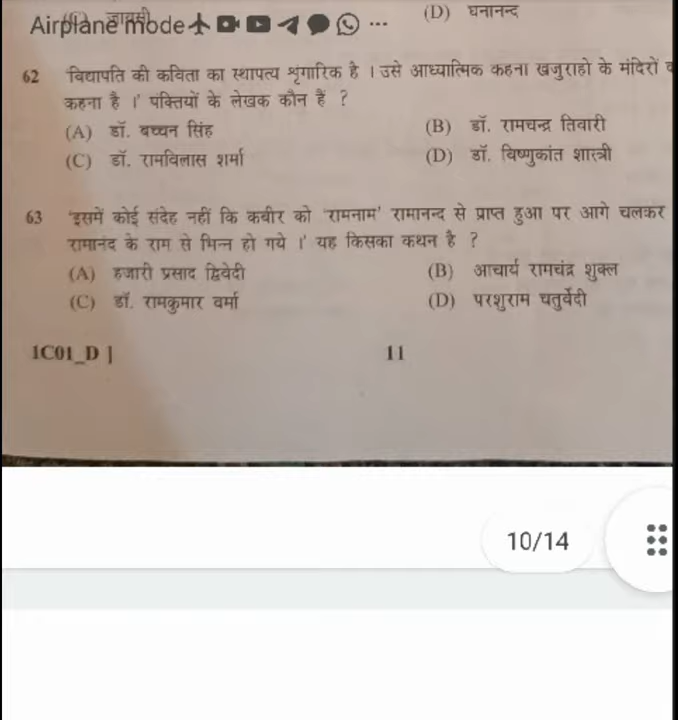 (D) घनानन्द
(C) जायसी
Airplane mode ...
62 विद्यापति की कविता का स्थापत्य श्रृंगारिक है । उसे आध्यात्मिक कहना खजुराहो के मंदिरों
कहना है ।' पंक्तियों के लेखक कौन हैं ?
(A) डॉ. बच्चन सिंह (B) डॉ. रामचन्द्र तिवारी
(C) डॉ. रामविलास शर्मा (D) डॉ. विष्णुकांत शास्त्री
63 'इसमें कोई संदेह नहीं कि कबीर को 'रामनाम' रामानन्द से प्राप्त हुआ पर आगे चलकर
रामानंद के राम से भिन्न हो गये ।' यह किसका कथन है ?
(A) हजारी प्रसाद द्विवेदी (B) आचार्य रामचंद्र शुक्ल
(C) डॉ. रामकुमार वर्मा (D) परशुराम चतुर्वेदी
1C01_D ] 11
10/14